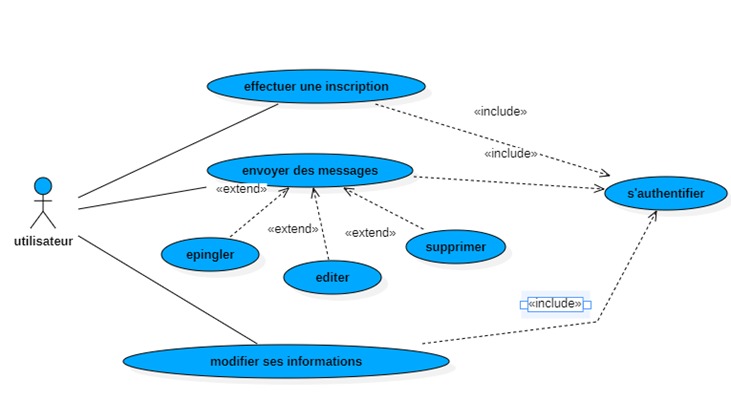 effectuer une inscription
«include»
«include»
envoyer des messages
«extend»
s'authentifier
«extend»
«extend»
utilisateur
epingler
supprimer
editer
«include»
modifier ses informations